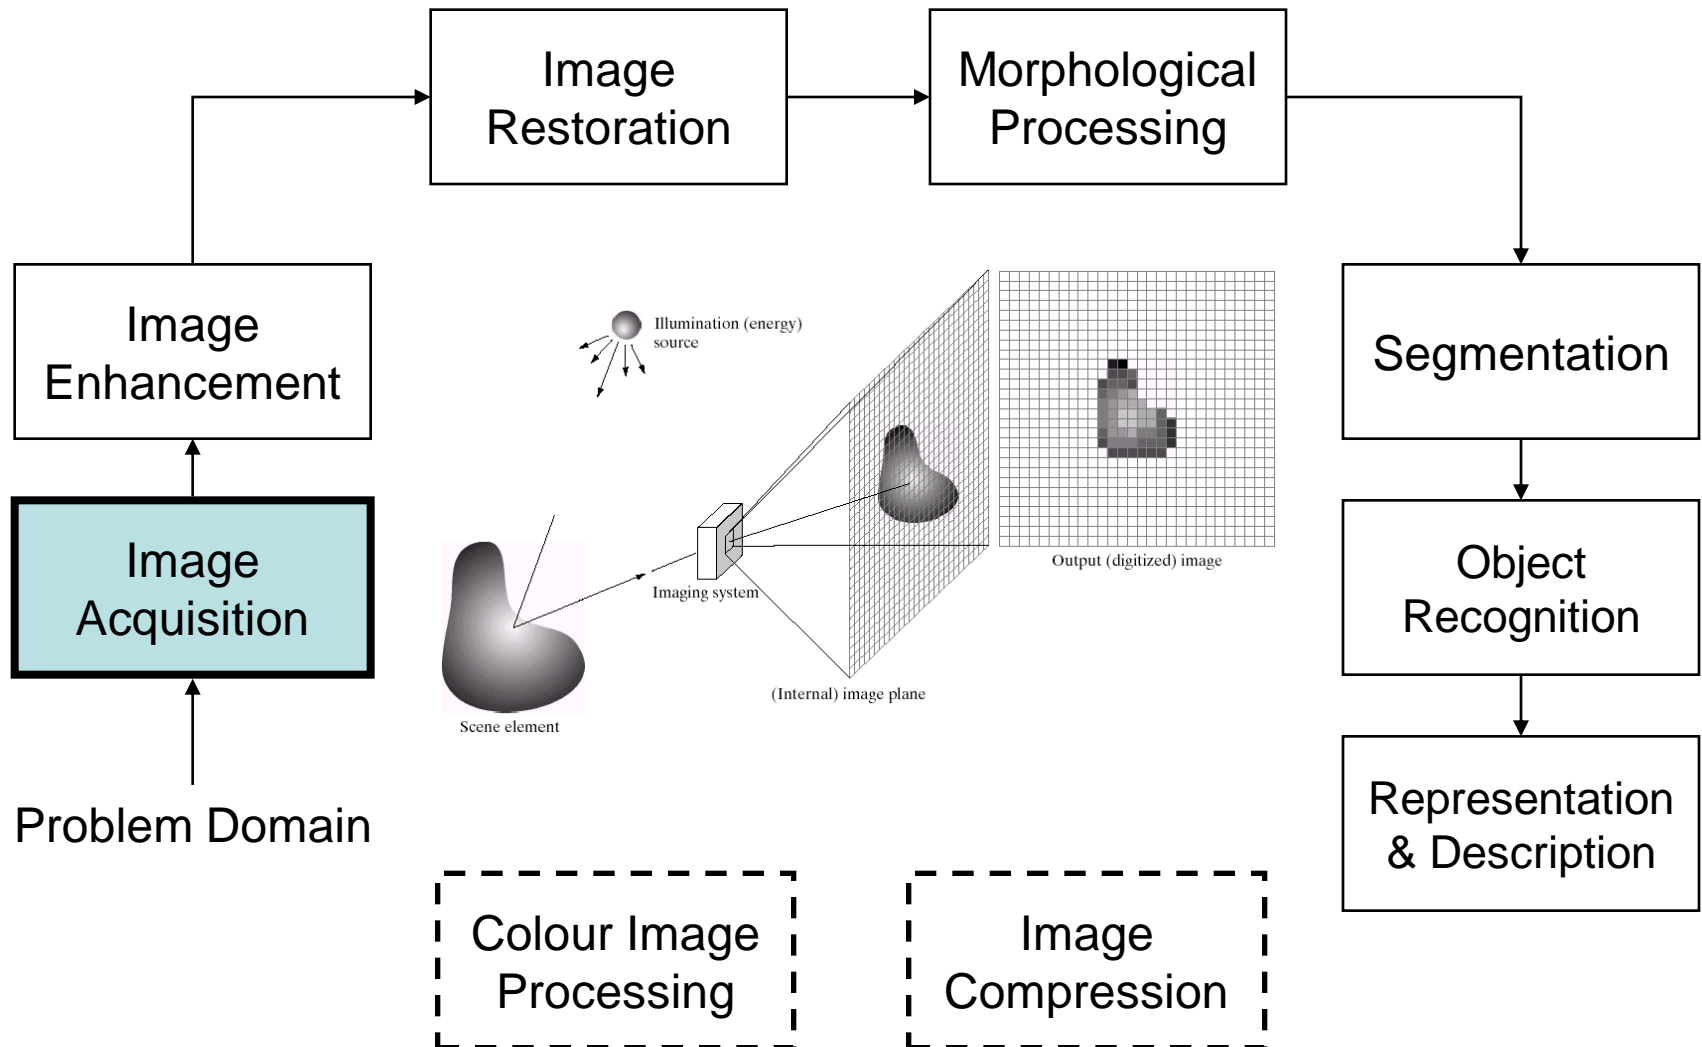 Image
Restoration
Morphological
Processing
Image
Enhancement
Illumination (energy)
source
Segmentation
Image
Acquisition
Imaging system
Output (digitized) image
Object
Recognition
(Internal) image plane
Scene element
Problem Domain
Representation
& Description
Colour Image
Processing
Image
Compression